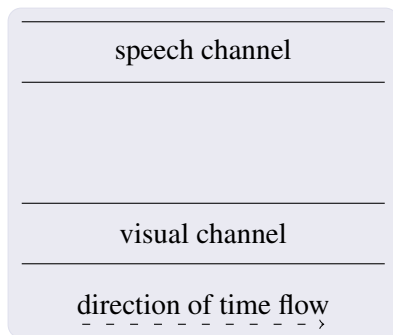 speech channel
visual channel
direction of time flow